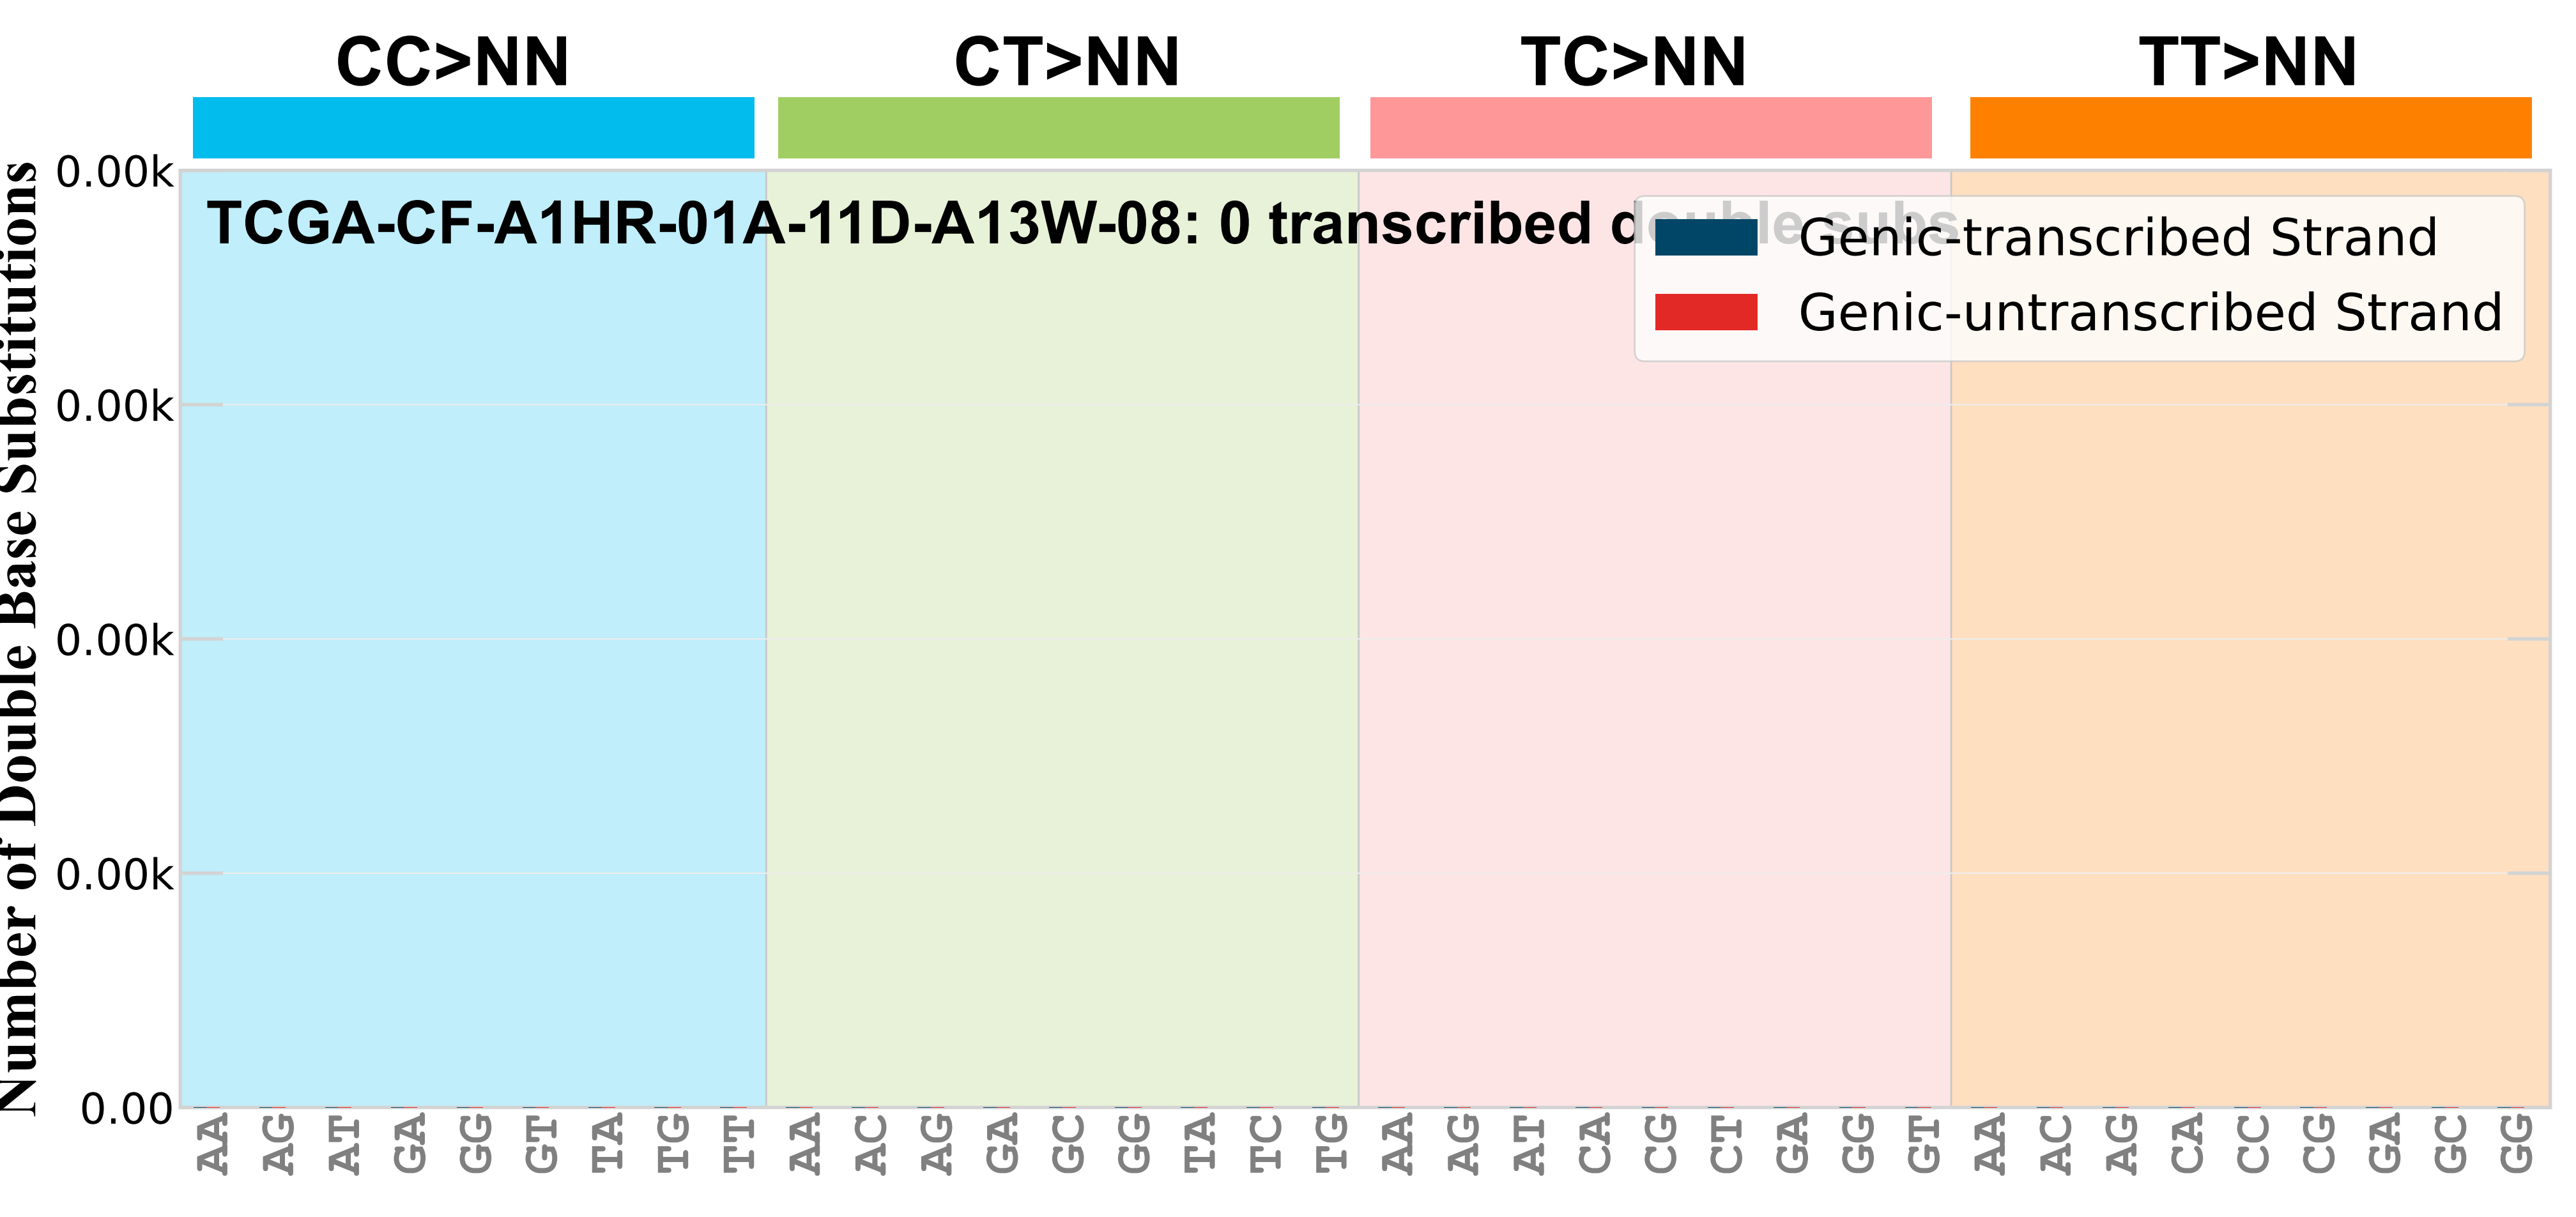 CC>NN CT>NN TC>NN TT>NN
Number of Double Base Substitutions
0.00k
0.00k
0.00k
0.00k
0.00
TCGA-CF-A1HR-01A-11D-A13W-08: 0 transcribed double subs
Genic-transcribed Strand
Genic-untranscribed Strand
AA AG AT GA GG GT TA TG TT AA AC AG GA GC GG TA TC TG AA AG AT CA CG CT GA GG GT AA AC AG CA CC CG GA GC GG